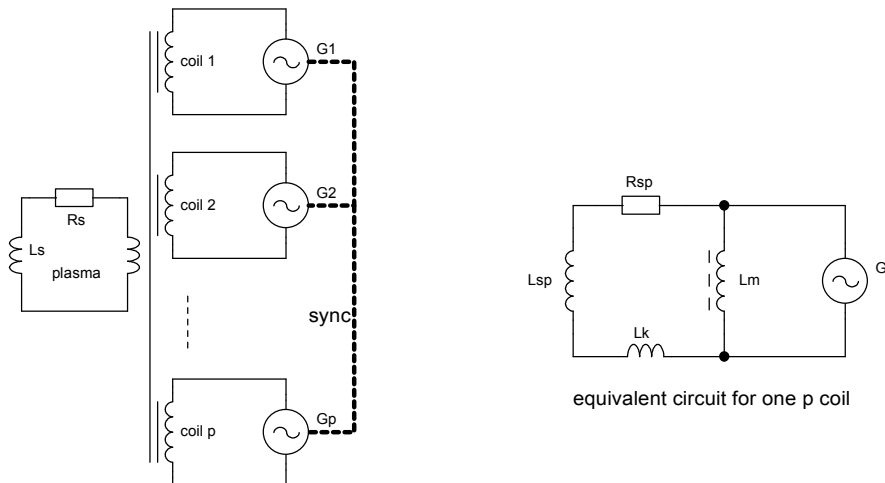 G1
coil 1
G2
coil 2
Rs
Ls
plasma
sync
Gp
coil p
Rsp
G
Lsp
Lm
Lk
equivalent circuit for one p coil